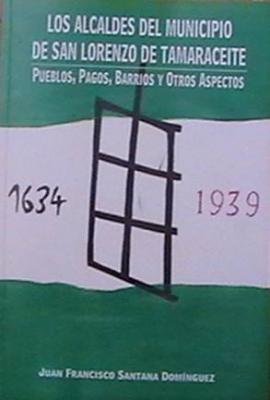 LOS ALCALDES DEL MUNICIPIO
DE SAN LORENZO DE TAMARACEITE
PUEBLOS, PAGOS, BARRIOS Y OTROS ASPECTOS
1634
1939
JUAN FRANCISCO SANTANA DOMÍNGUEZ